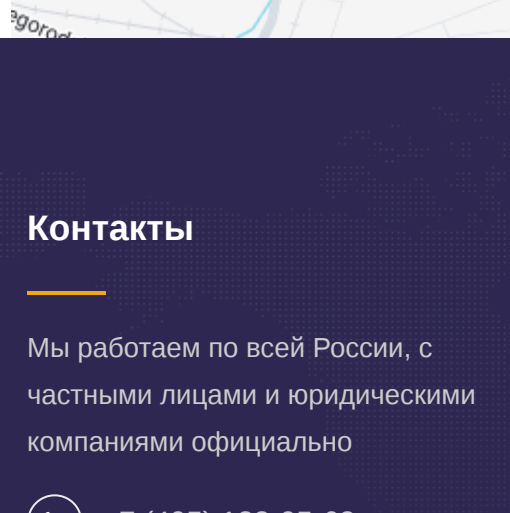 Контакты
Мы работаем по всей России, с
частными лицами и юридическими
компаниями официально